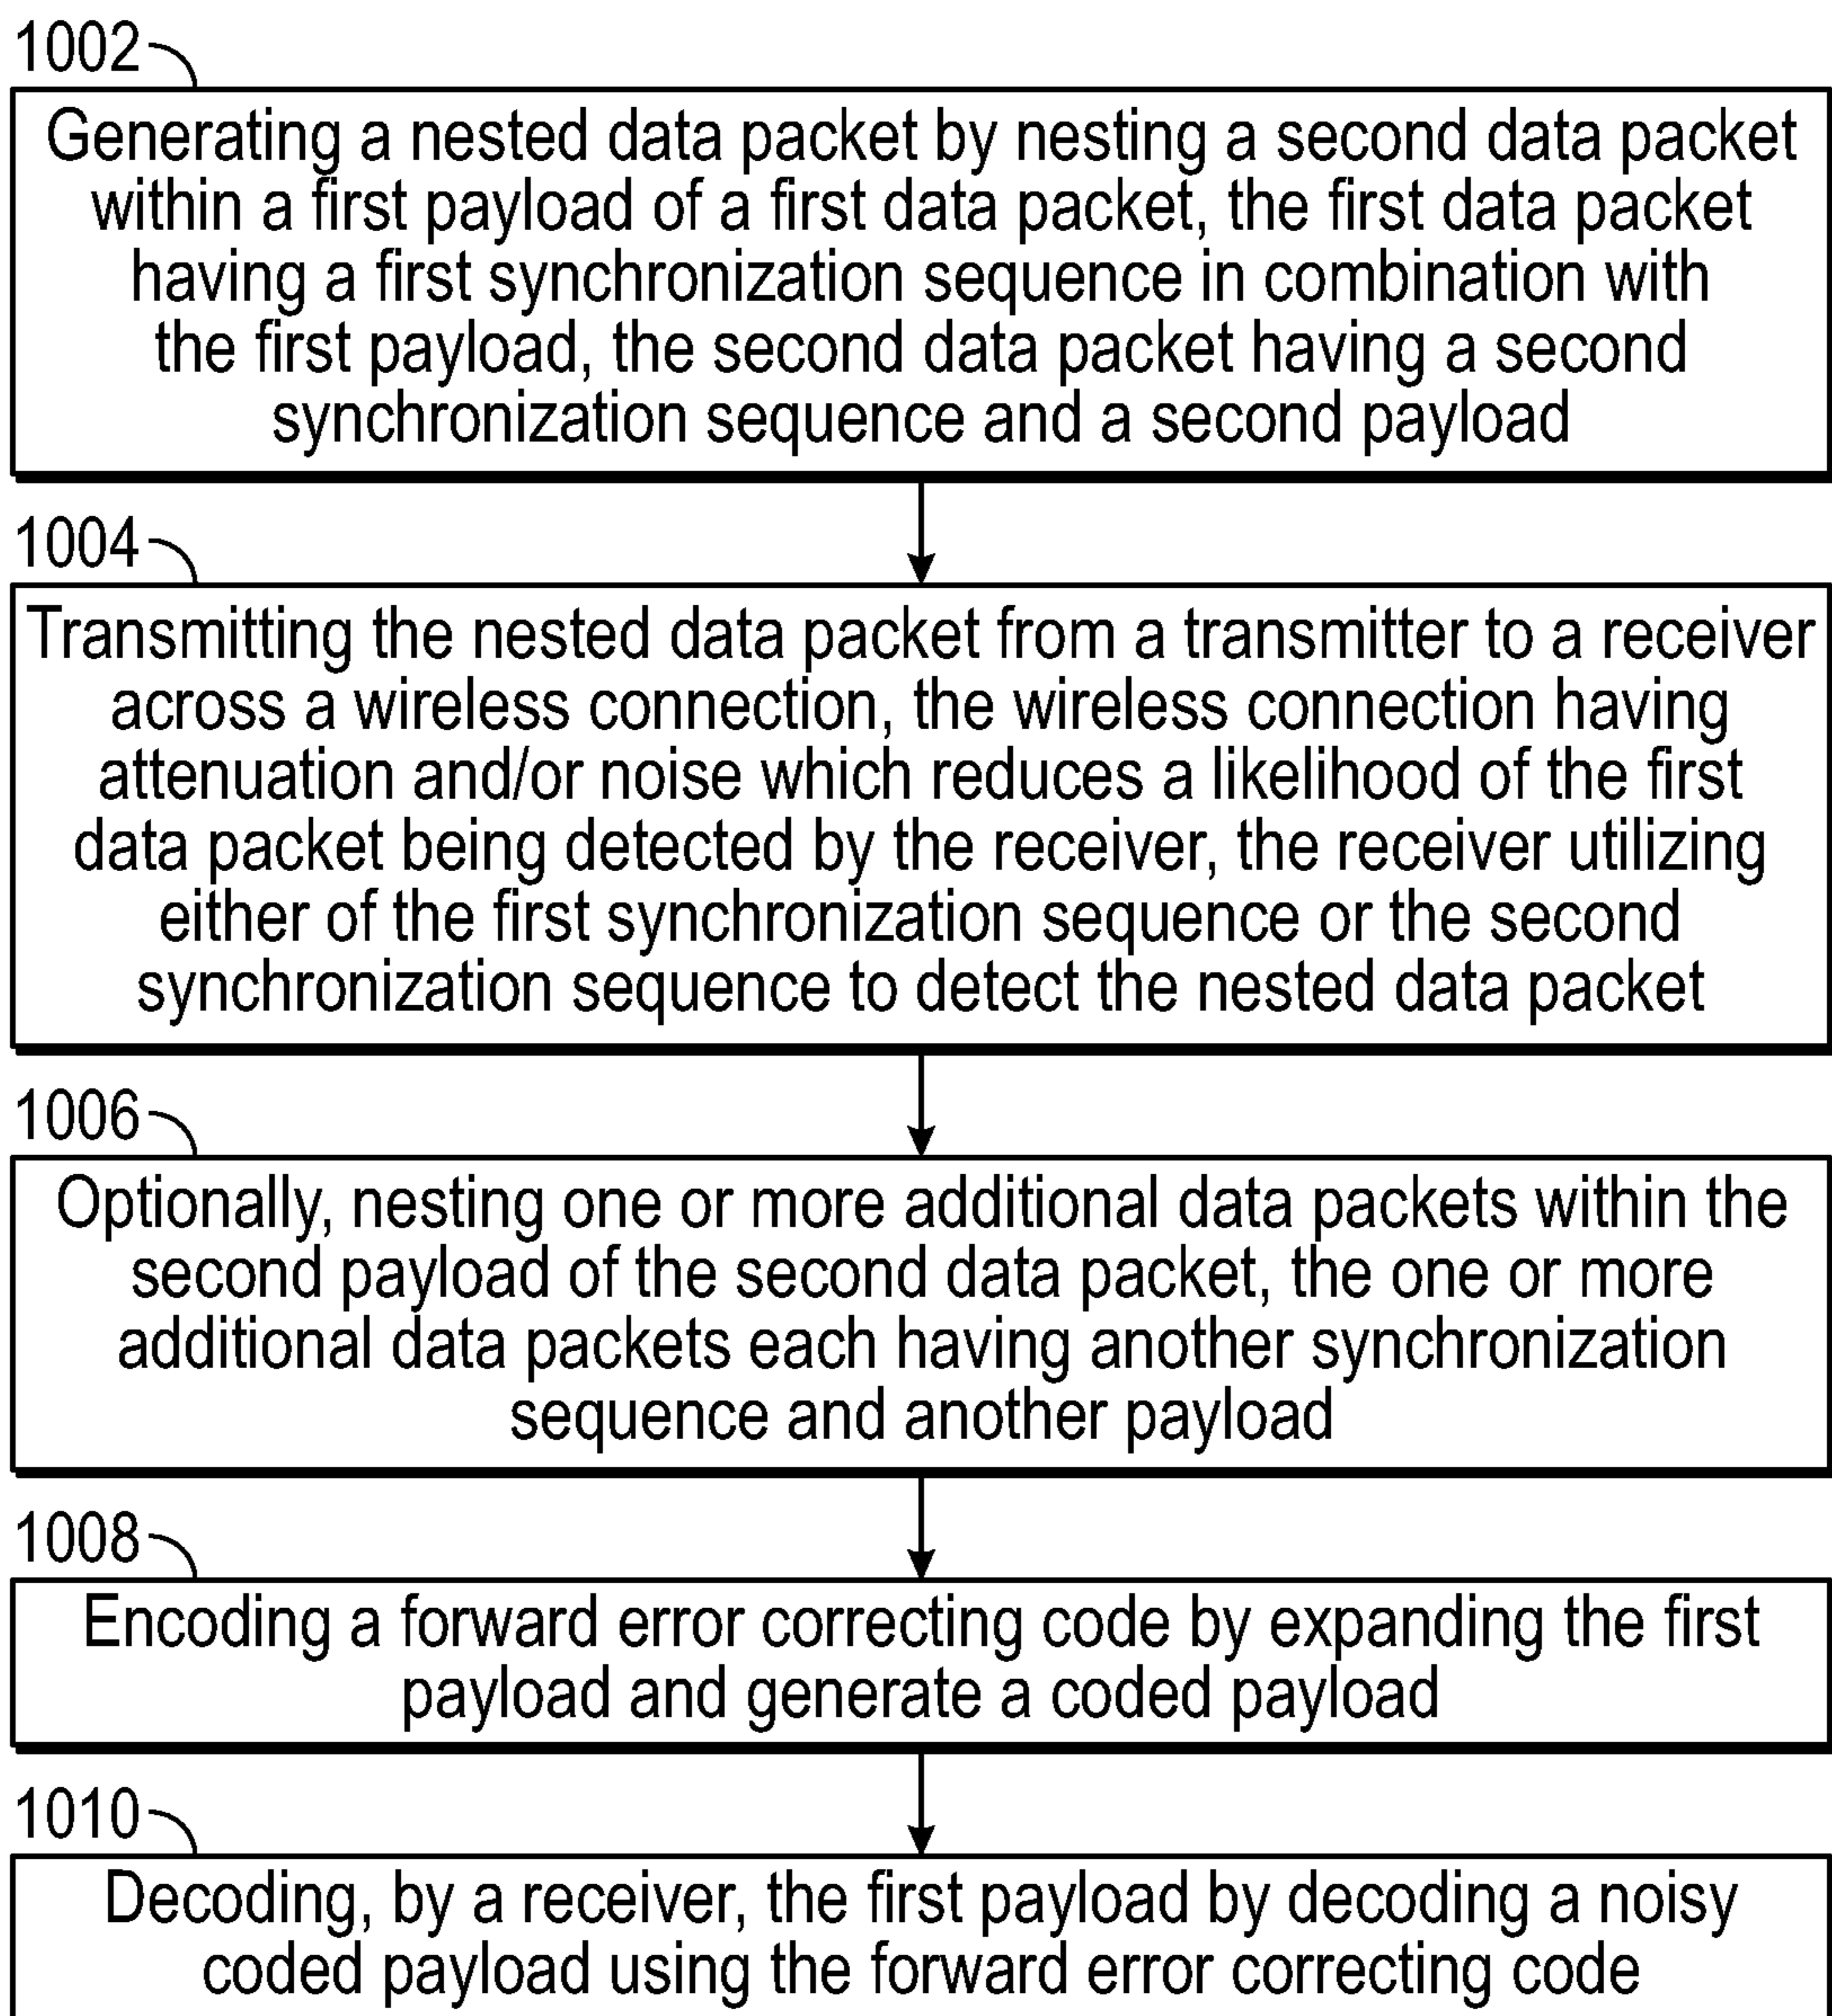 1002
Generating a nested data packet by nesting a second data packet
within a first payload of a first data packet, the first data packet
having a first synchronization sequence in combination with
the first payload, the second data packet having a second
synchronization sequence and a second payload
1004
Transmitting the nested data packet from a transmitter to a receiver
across a wireless connection, the wireless connection having
attenuation and/or noise which reduces a likelihood of the first
data packet being detected by the receiver, the receiver utilizing
either of the first synchronization sequence or the second
synchronization sequence to detect the nested data packet
1006
Optionally, nesting one or more additional data packets within the
second payload of the second data packet, the one or more
additional data packets each having another synchronization
sequence and another payload
1008
Encoding a forward error correcting code by expanding the first
payload and generate a coded payload
1010
Decoding, by a receiver, the first payload by decoding a noisy
coded payload using the forward error correcting code